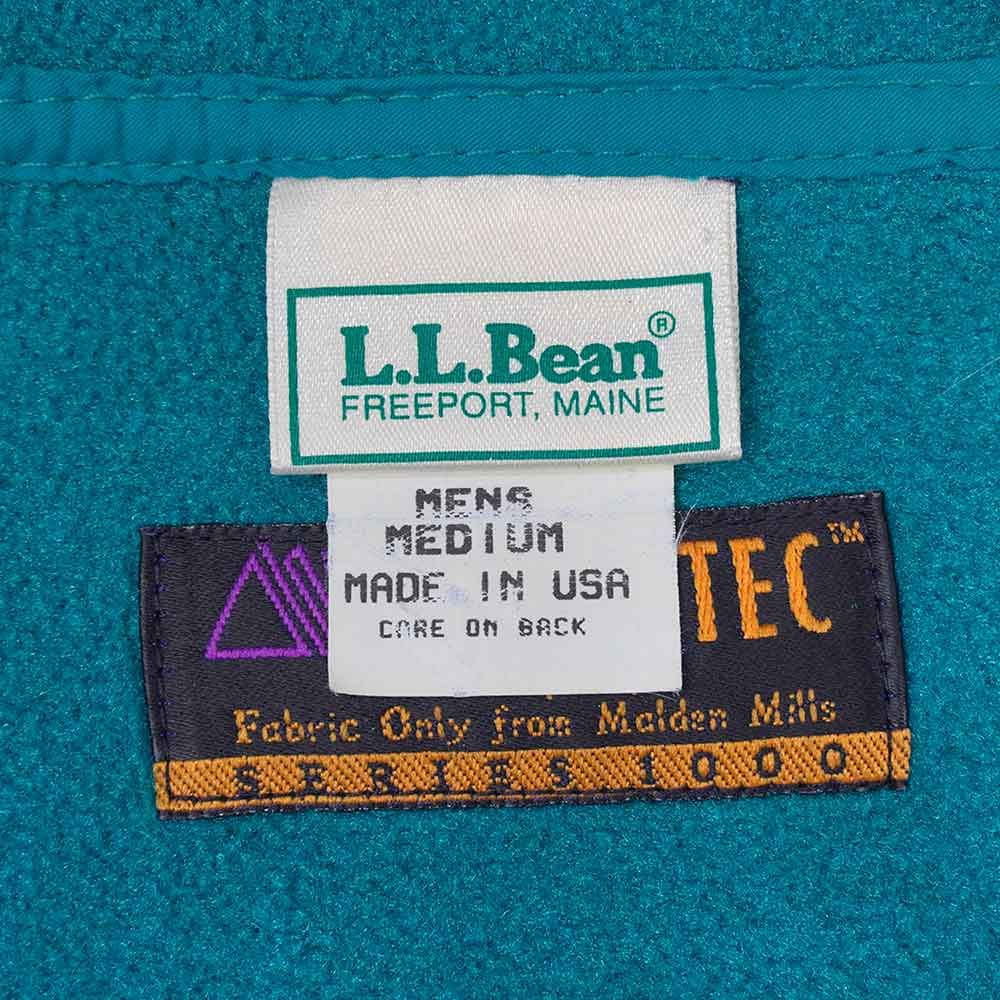 L.L.Bean®
FREEPORT, MAINE
MENS
MEDIUM
MADE IN USA
CARE ON BACK
TEC™
Fabric Only from Malden Mills
SERIES 1000